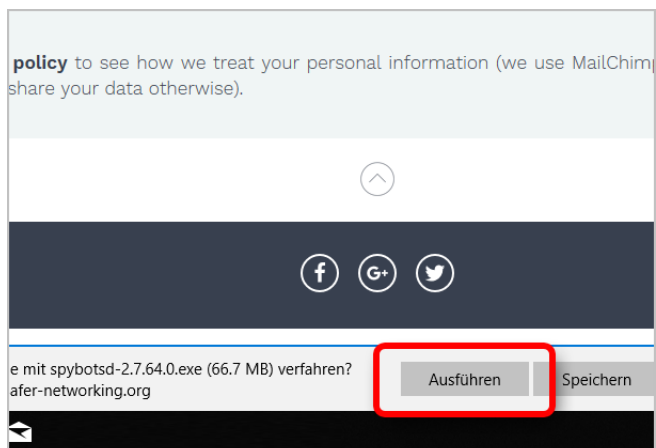 policy to see how we treat your personal information (we use MailChimp
share your data otherwise).
f G+
e mit spybotsd-2.7.64.0.exe (66.7 MB) verfahren?
afer-networking.org
Ausführen Speichern